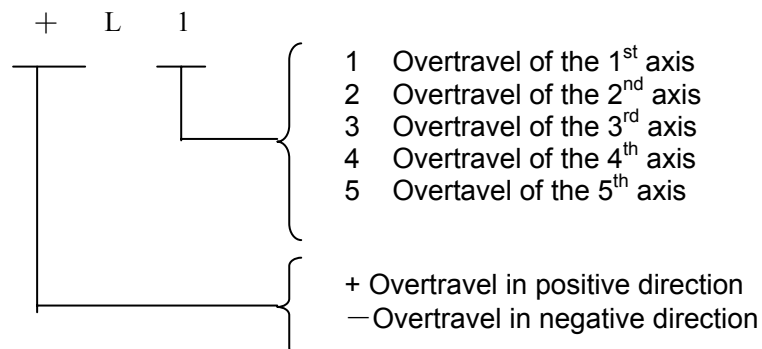 + L 1
1 Overtravel of the 1st axis
2 Overtravel of the 2nd axis
3 Overtravel of the 3rd axis
4 Overtravel of the 4th axis
5 Overtavel of the 5th axis
+ Overtravel in positive direction
—Overtravel in negative direction